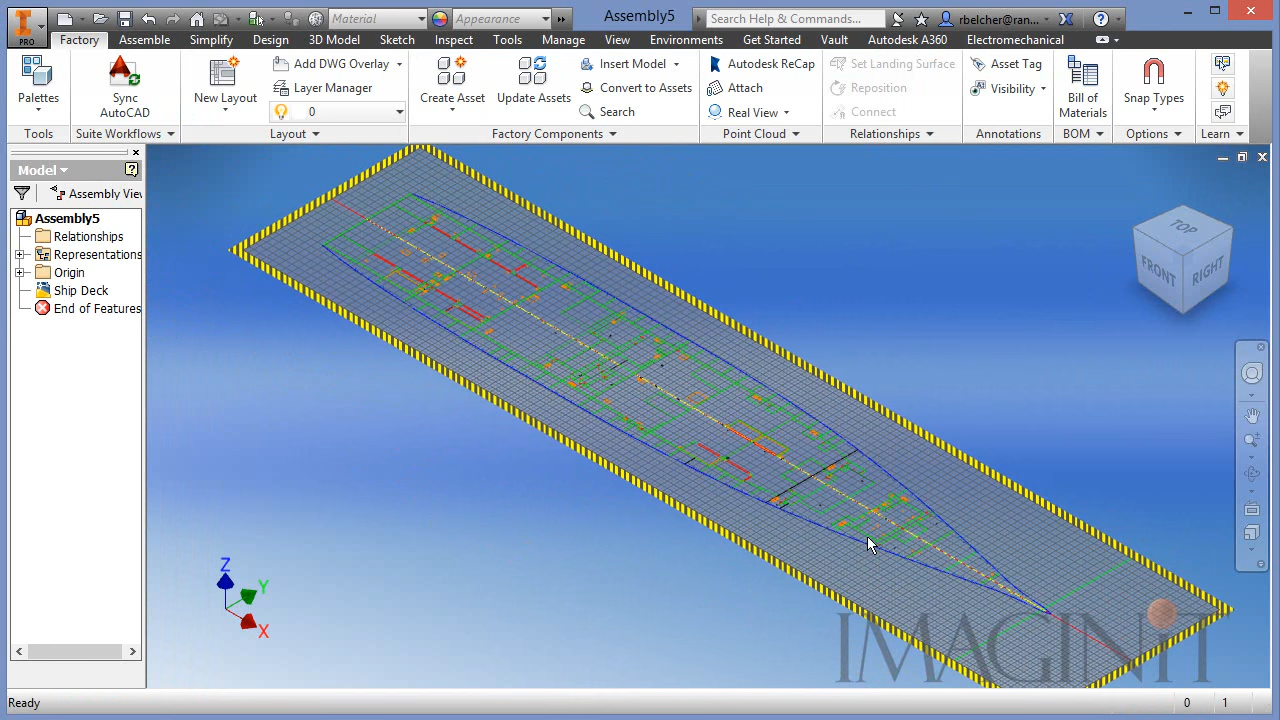 Material
Appearance
Assembly5
Search Help & Commands...
rbelcher@ran...
PRO
Factory
Assemble
Simplify
Design
3D Model
Sketch
Inspect
Tools
Manage
View
Environments
Get Started
Vault
Autodesk A360
Electromechanical
Palettes
Sync
AutoCAD
New Layout
Add DWG Overlay
Layer Manager
0
Create Asset
Update Assets
Insert Model
Convert to Assets
Search
Autodesk ReCap
Attach
Real View
Set Landing Surface
Reposition
Connect
Asset Tag
Visibility
Bill of
Materials
Snap Types
Tools
Suite Workflows
Layout
Factory Components
Point Cloud
Relationships
Annotations
BOM
Options
Learn
Model
Assembly Viev
Assembly5
Relationships
Representations
Origin
Ship Deck
End of Features
TOP
FRONT
RIGHT
Z
Y
X
IMAGINiT
Ready
0
1